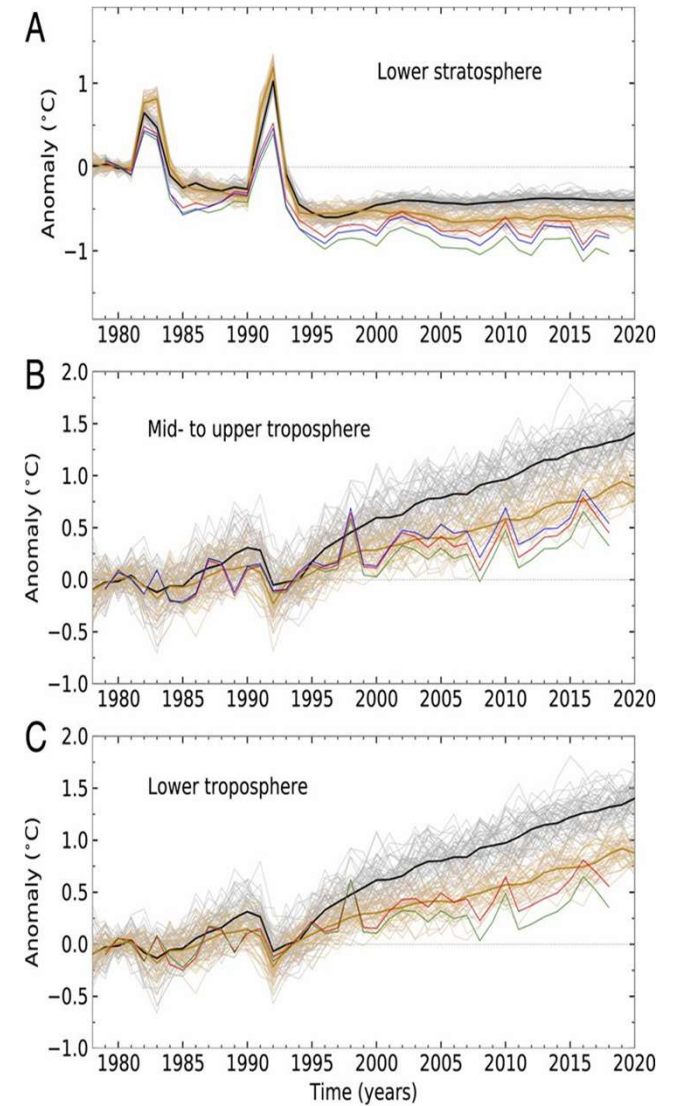 A
Anomaly (°C)
Lower stratosphere
1
0
−1
1980 1985 1990 1995 2000 2005 2010 2015 2020
B
Anomaly (°C)
Mid- to upper troposphere
2.0
1.5
1.0
0.5
0.0
−0.5
−1.0
1980 1985 1990 1995 2000 2005 2010 2015 2020
C
Anomaly (°C)
Lower troposphere
2.0
1.5
1.0
0.5
0.0
−0.5
−1.0
1980 1985 1990 1995 2000 2005 2010 2015 2020
Time (years)